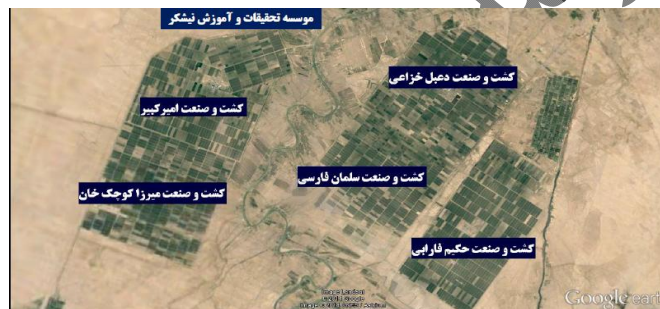 موسسه تحقیقات و آموزش نیشکر
کشت و صنعت دعبل خزاعی
کشت و صنعت امیرکبیر
کشت و صنعت سلمان فارسی
کشت و صنعت میرزا کوچک خان
کشت و صنعت حکیم فارابی
Google eart